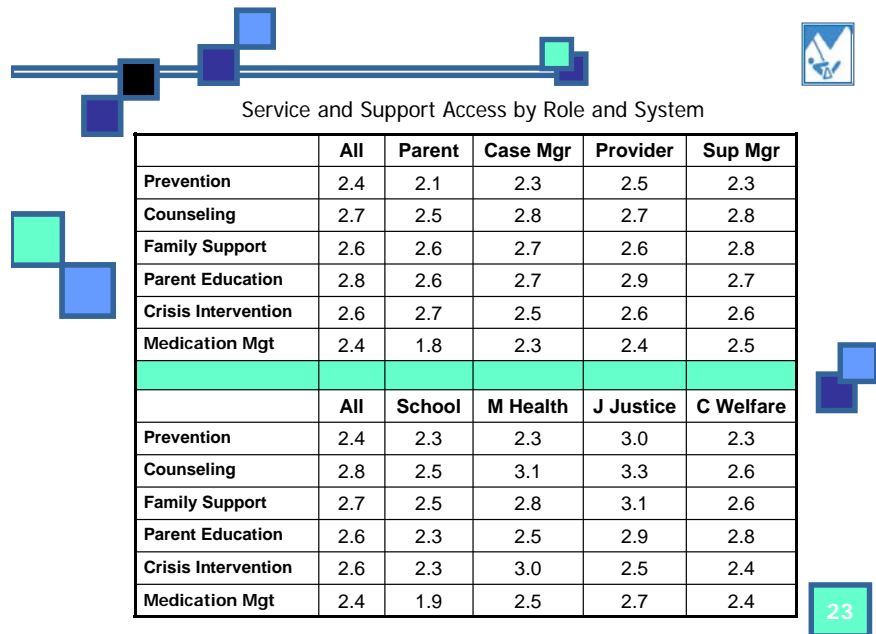 Service and Support Access by Role and System
All Parent Case Mgr Provider Sup Mgr
Prevention 2.4 2.1 2.3 2.5 2.3
Counseling 2.7 2.5 2.8 2.7 2.8
Family Support 2.6 2.6 2.7 2.6 2.8
Parent Education 2.8 2.6 2.7 2.9 2.7
Crisis Intervention 2.6 2.7 2.5 2.6 2.6
Medication Mgt 2.4 1.8 2.3 2.4 2.5
All School M Health J Justice C Welfare
Prevention 2.4 2.3 2.3 3.0 2.3
Counseling 2.8 2.5 3.1 3.3 2.6
Family Support 2.7 2.5 2.8 3.1 2.6
Parent Education 2.6 2.3 2.5 2.9 2.8
Crisis Intervention 2.6 2.3 3.0 2.5 2.4
Medication Mgt 2.4 1.9 2.5 2.7 2.4
23